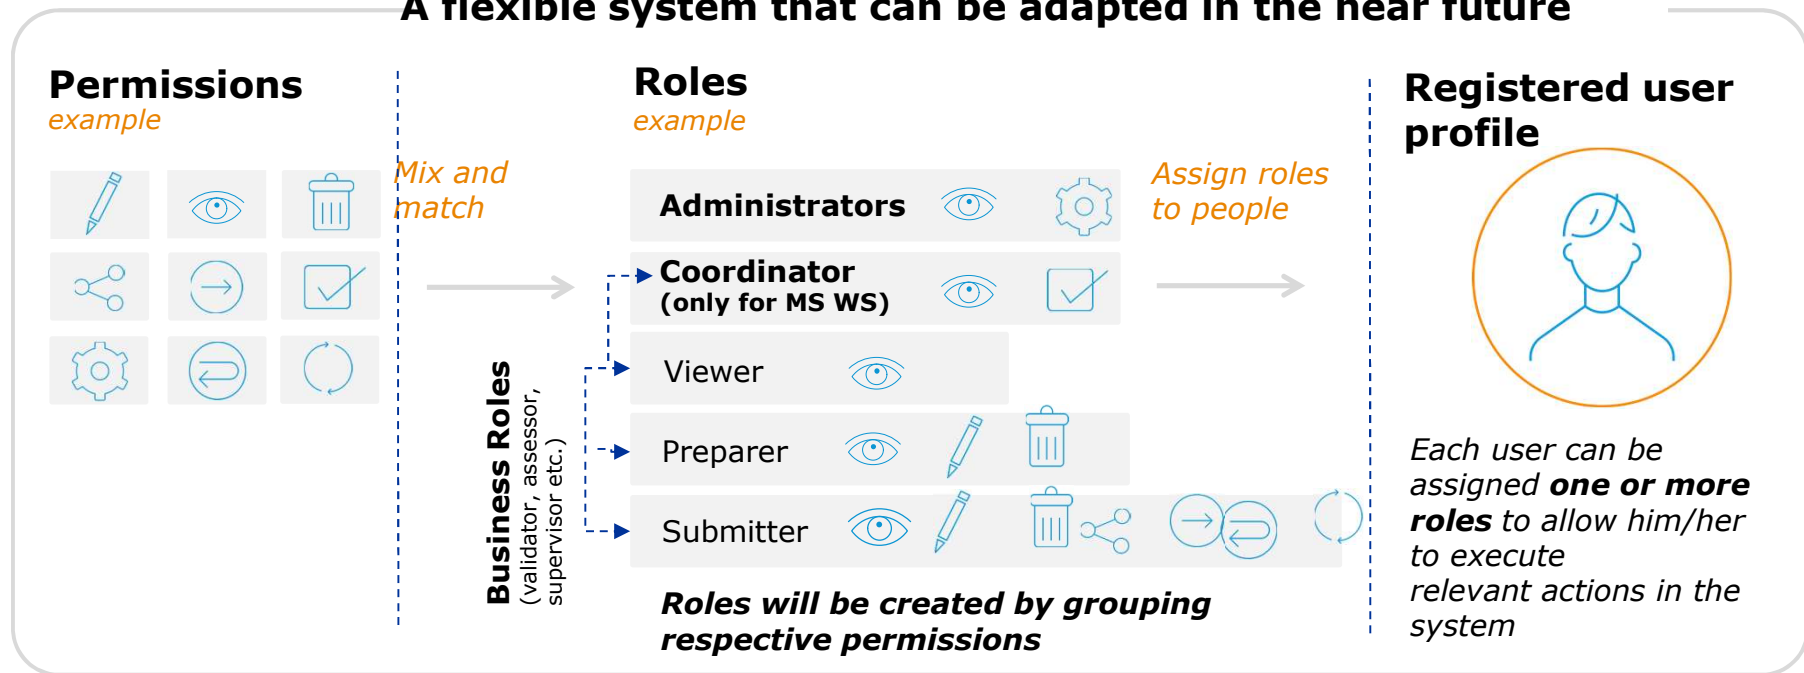 A flexible system that can be adapted in the near future
Permissions
example
Mix and
match
Roles
example
Administrators
Coordinator
(only for MS WS)
Viewer
Preparer
Submitter
Business Roles
(validator, assessor,
supervisor etc.)
Roles will be created by grouping
respective permissions
Assign roles
to people
Registered user
profile
Each user can be
assigned one or more
roles to allow him/her
to execute
relevant actions in the
system